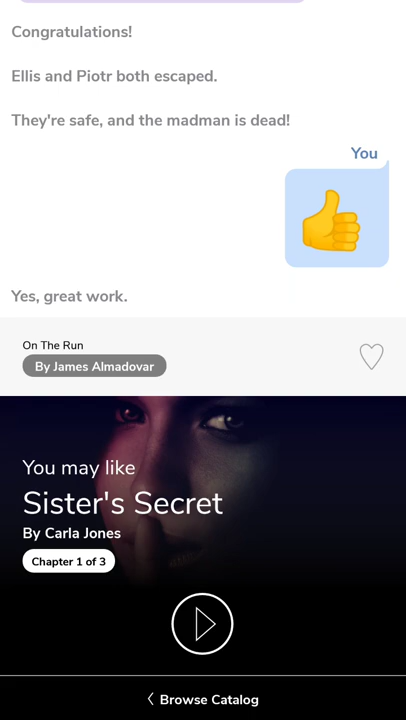 Congratulations!
Ellis and Piotr both escaped.
They're safe, and the madman is dead!
You
Yes, great work.
On The Run
By James Almadovar
You may like
Sister's Secret
By Carla Jones
Chapter 1 of 3
Browse Catalog